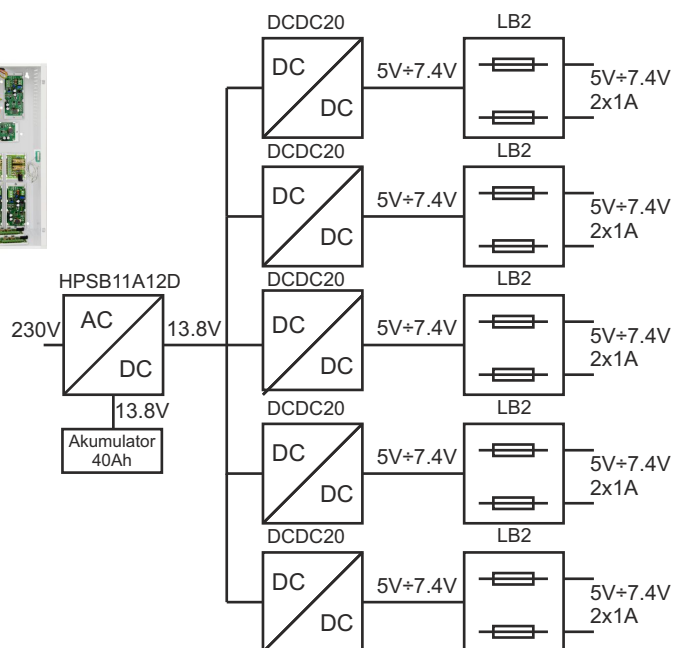 DCDC20
LB2
DC
DC
5V÷7.4V
5V÷7.4V
2x1A
DCDC20
LB2
DC
DC
5V÷7.4V
5V÷7.4V
2x1A
HPSB11A12D
DCDC20
LB2
230V
AC
DC
13.8V
DC
DC
5V÷7.4V
5V÷7.4V
2x1A
13.8V
Akumulator
40Ah
DCDC20
LB2
DC
DC
5V÷7.4V
5V÷7.4V
2x1A
DCDC20
LB2
DC
DC
5V÷7.4V
5V÷7.4V
2x1A